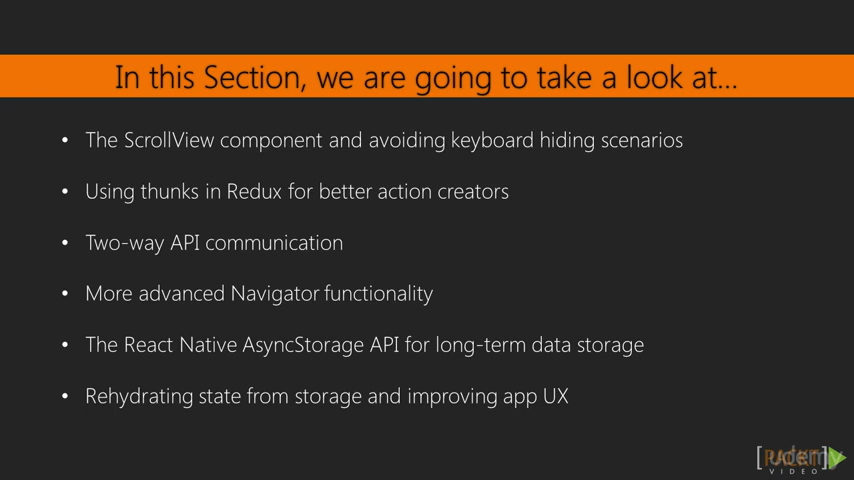 In this Section, we are going to take a look at...
• The ScrollView component and avoiding keyboard hiding scenarios
• Using thunks in Redux for better action creators
• Two-way API communication
• More advanced Navigator functionality
• The React Native AsyncStorage API for long-term data storage
• Rehydrating state from storage and improving app UX
udemy
VIDEO